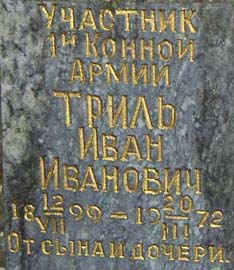 УЧАСТНИК
1й КОННОЙ
АРМИИ
ТРИЛЬ
ИВАН
ИВАНОВИЧ
18 12/VII 99 – 19 20/III 72
ОТ СЫНА И ДОЧЕРИ.